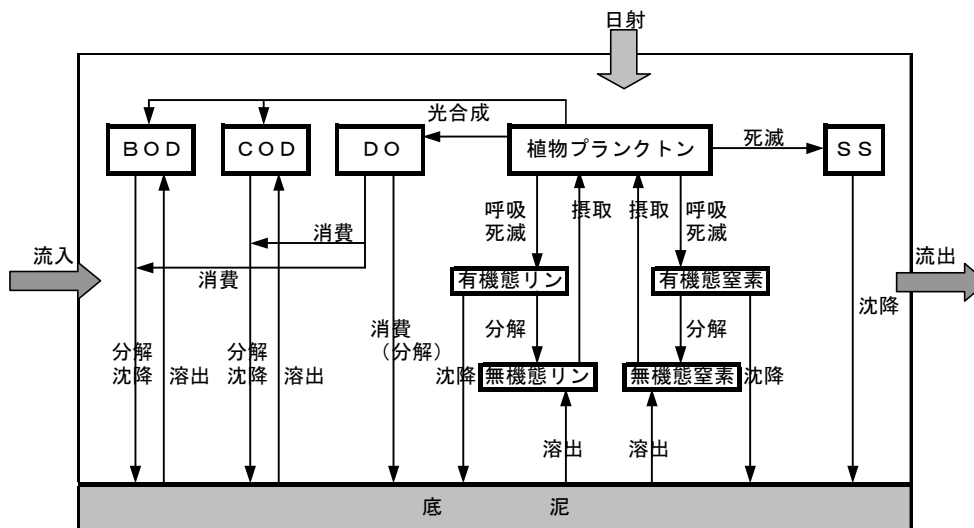 日射
光合成
ＢＯＤ
ＣＯＤ
ＤＯ
植物プランクトン
死滅
ＳＳ
呼吸
死滅
摂取
摂取
呼吸
死滅
消費
消費
流入
流出
有機態リン
有機態窒素
分解
分解
沈降
消費
（分解）
分解
沈降
溶出
分解
沈降
溶出
沈降
無機態リン
無機態窒素
沈降
溶出
溶出
底　泥